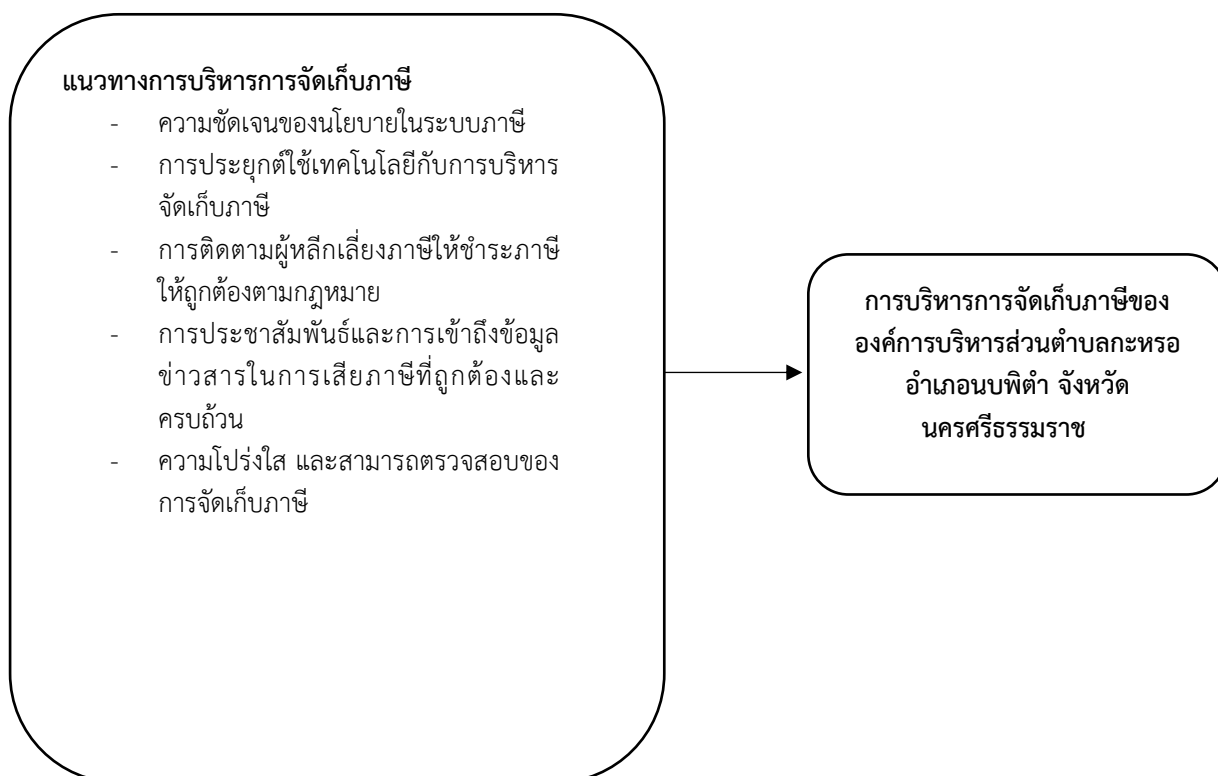 แนวทางการบริหารการจัดเก็บภาษี
- ความชัดเจนของนโยบายในระบบภาษี
- การประยุกต์ใช้เทคโนโลยีกับการบริหาร
จัดเก็บภาษี
- การติดตามผู้หลีกเลี่ยงภาษีให้ชำระภาษี
ให้ถูกต้องตามกฎหมาย
- การประชาสัมพันธ์และการเข้าถึงข้อมูล
ข่าวสารในการเสียภาษีที่ถูกต้องและ
ครบถ้วน
- ความโปร่งใส และสามารถตรวจสอบของ
การจัดเก็บภาษี
การบริหารการจัดเก็บภาษีของ
องค์การบริหารส่วนตำบลกะหรอ
อำเภอนบพิตำ จังหวัด
นครศรีธรรมราช